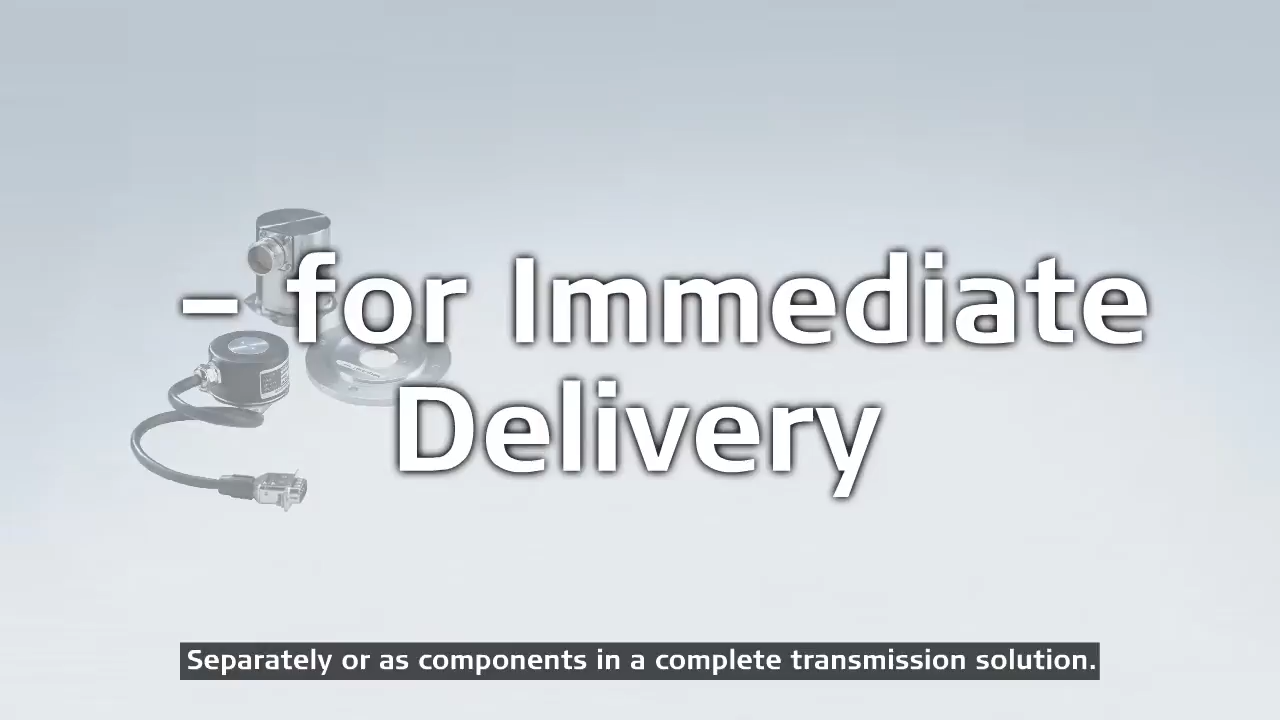 – for Immediate
Delivery
Separately or as components in a complete transmission solution.